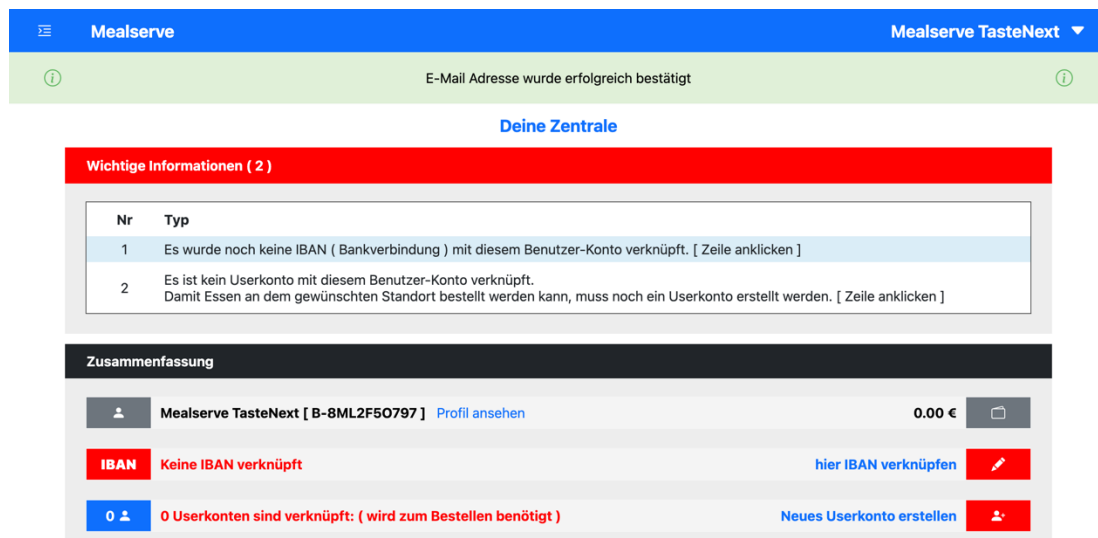 Mealserve
Mealserve TasteNext
E-Mail Adresse wurde erfolgreich bestätigt
Deine Zentrale
Wichtige Informationen ( 2 )
Nr Typ
1 Es wurde noch keine IBAN ( Bankverbindung ) mit diesem Benutzer-Konto verknüpft. [ Zeile anklicken ]
2 Es ist kein Userkonto mit diesem Benutzer-Konto verknüpft.
Damit Essen an dem gewünschten Standort bestellt werden kann, muss noch ein Userkonto erstellt werden. [ Zeile anklicken ]
Zusammenfassung
Mealserve TasteNext [ B-8ML2F5O797 ] Profil ansehen 0.00 €
IBAN Keine IBAN verknüpft hier IBAN verknüpfen
0 0 Userkonten sind verknüpft: ( wird zum Bestellen benötigt ) Neues Userkonto erstellen